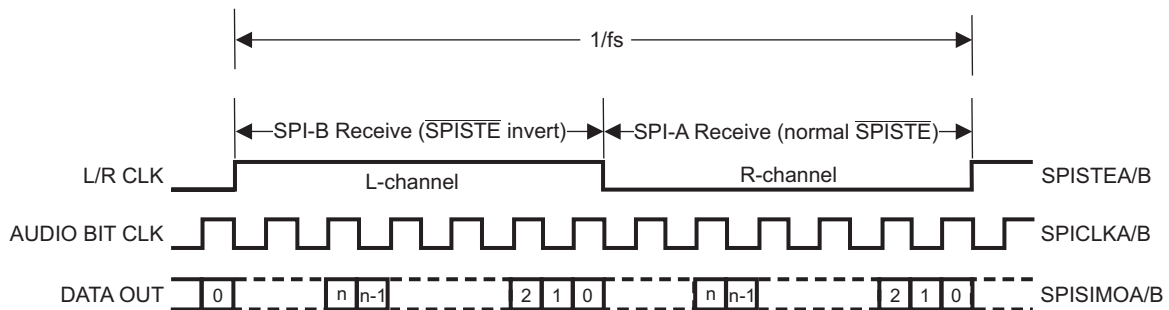 1/fs
SPI-B Receive (SPISTE invert) SPI-A Receive (normal SPISTE)
L/R CLK L-channel R-channel SPISTEA/B
AUDIO BIT CLK SPICLKA/B
DATA OUT 0 n n-1 2 1 0 n n-1 2 1 0 SPISIMOA/B